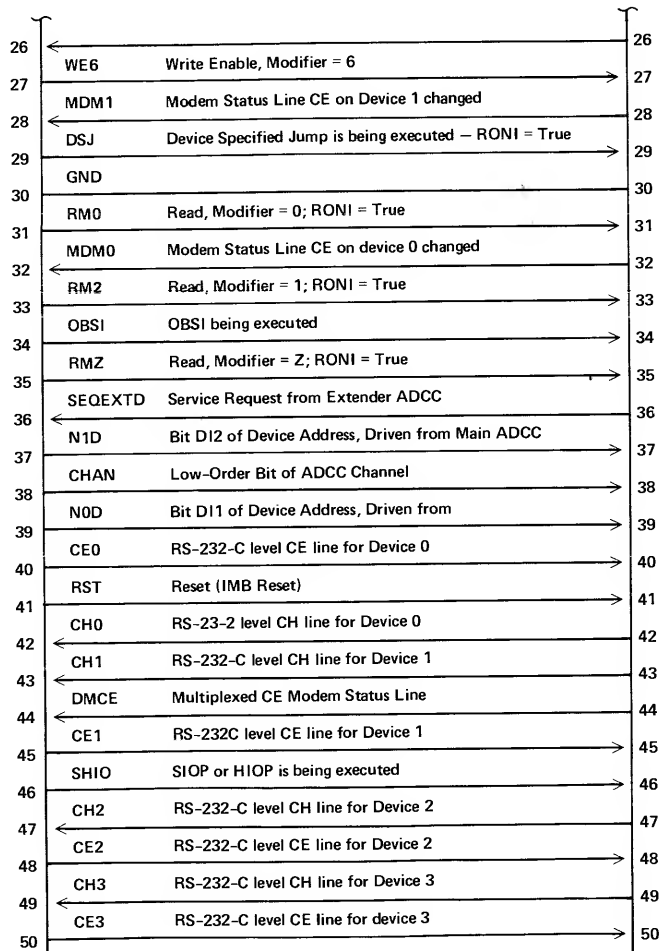 26 26
WE6 Write Enable, Modifier = 6
27 27
MDM1 Modem Status Line CE on Device 1 changed
28 28
DSJ Device Specified Jump is being executed — RONI = True
29 29
GND
30 30
RM0 Read, Modifier = 0; RONI = True
31 31
MDM0 Modem Status Line CE on device 0 changed
32 32
RM2 Read, Modifier = 1; RONI = True
33 33
OBSI OBSI being executed
34 34
RMZ Read, Modifier = Z; RONI = True
35 35
SEQEXTD Service Request from Extender ADCC
36 36
N1D Bit DI2 of Device Address, Driven from Main ADCC
37 37
CHAN Low-Order Bit of ADCC Channel
38 38
N0D Bit DI1 of Device Address, Driven from
39 39
CE0 RS-232-C level CE line for Device 0
40 40
RST Reset (IMB Reset)
41 41
CH0 RS-23-2 level CH line for Device 0
42 42
CH1 RS-232-C level CH line for Device 1
43 43
DMCE Multiplexed CE Modem Status Line
44 44
CE1 RS-232C level CE line for Device 1
45 45
SHIO SIOP or HIOP is being executed
46 46
CH2 RS-232-C level CH line for Device 2
47 47
CE2 RS-232-C level CE line for Device 2
48 48
CH3 RS-232-C level CH line for Device 3
49 49
CE3 RS-232-C level CE line for device 3
50 50